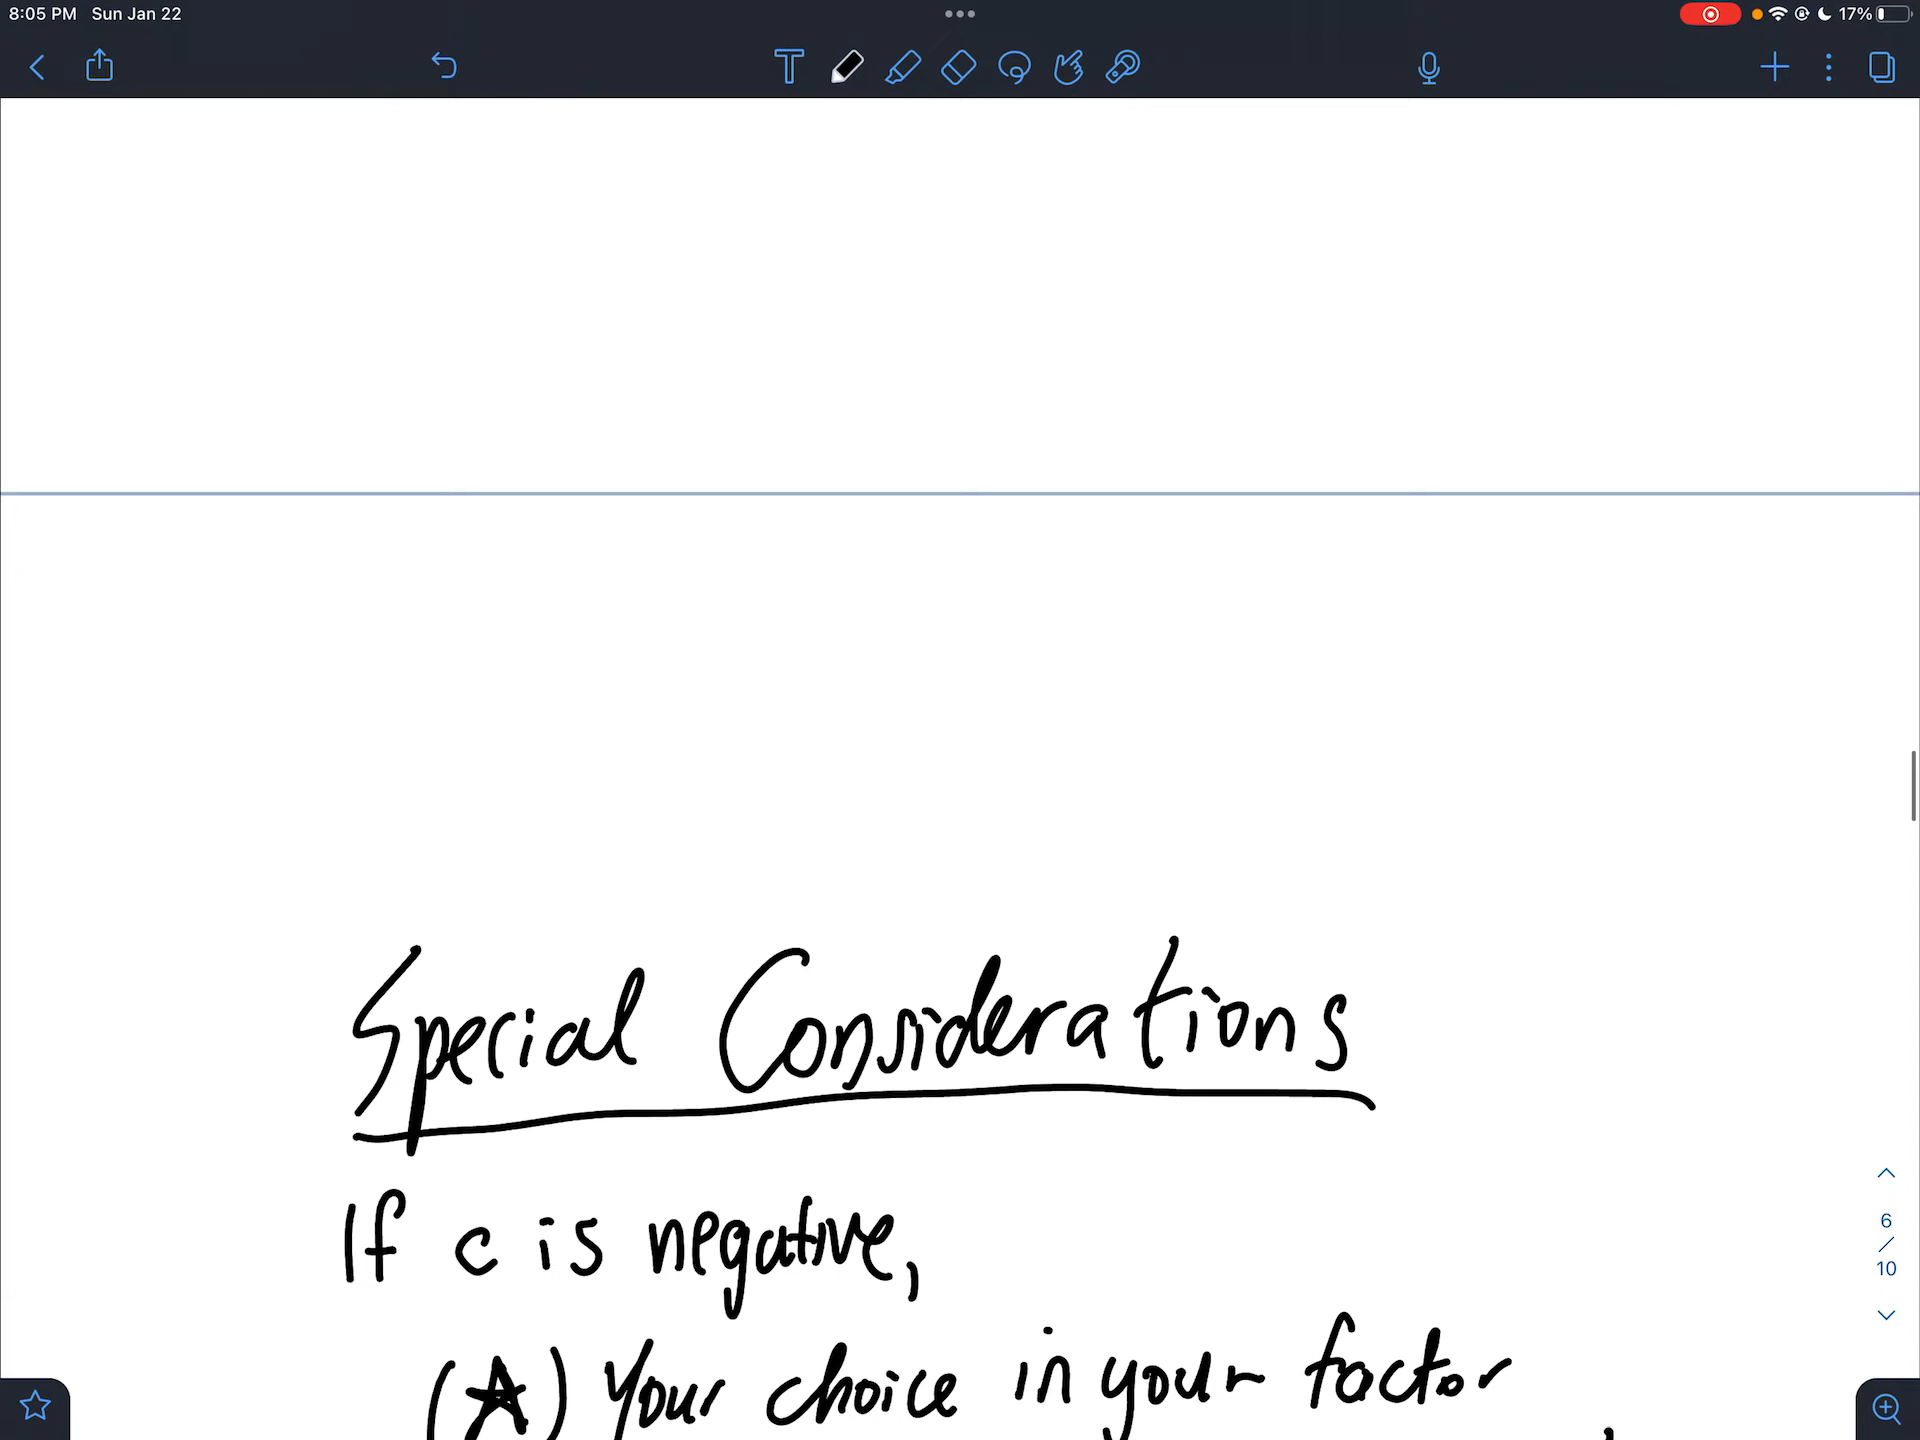 8:05 PM Sun Jan 22
17%
Special Considerations
If c is negative,
(A) Your choice in your factor
6
/
10